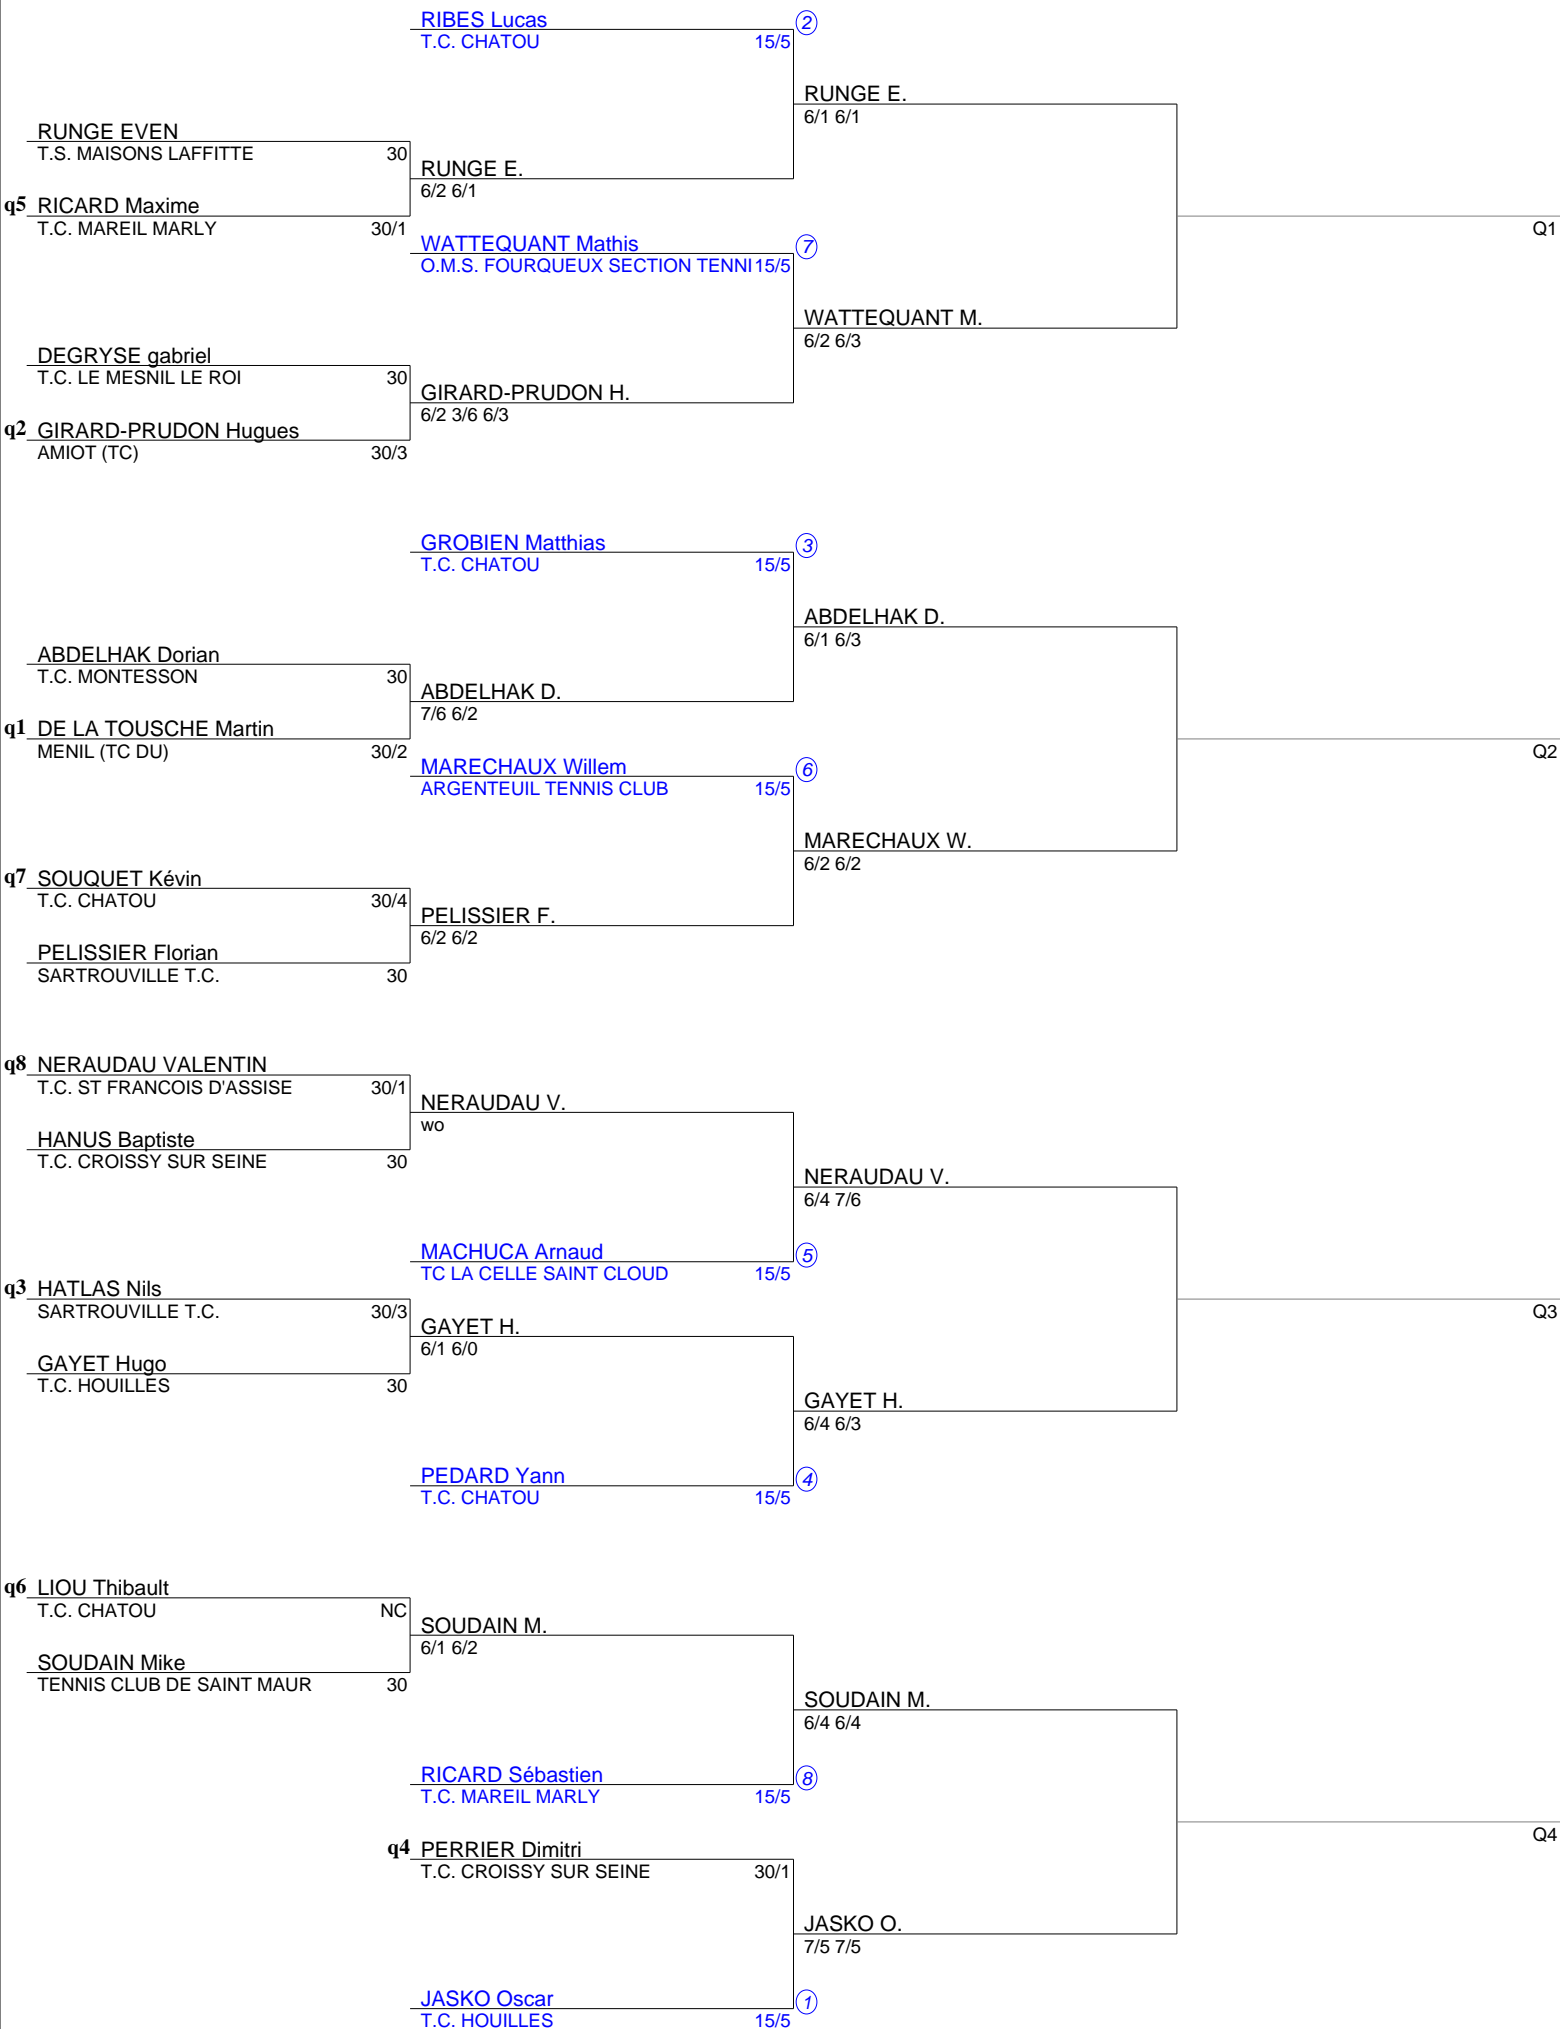 RIBES Lucas 2
T.C. CHATOU 15/5
RUNGE E.
6/1 6/1
RUNGE EVEN
T.S. MAISONS LAFFITTE 30
RUNGE E.
6/2 6/1
q5 RICARD Maxime
T.C. MAREIL MARLY 30/1
Q1
WATTEQUANT Mathis 7
O.M.S. FOURQUEUX SECTION TENNI 15/5
WATTEQUANT M.
6/2 6/3
DEGRYSE gabriel
T.C. LE MESNIL LE ROI 30
GIRARD-PRUDON H.
6/2 3/6 6/3
q2 GIRARD-PRUDON Hugues
AMIOT (TC) 30/3
GROBIEN Matthias 3
T.C. CHATOU 15/5
ABDELHAK D.
6/1 6/3
ABDELHAK Dorian
T.C. MONTESSON 30
ABDELHAK D.
7/6 6/2
q1 DE LA TOUSCHE Martin
MENIL (TC DU) 30/2
Q2
MARECHAUX Willem 6
ARGENTEUIL TENNIS CLUB 15/5
MARECHAUX W.
6/2 6/2
q7 SOUQUET Kévin
T.C. CHATOU 30/4
PELISSIER F.
6/2 6/2
PELISSIER Florian
SARTROUVILLE T.C. 30
q8 NERAUDAU VALENTIN
T.C. ST FRANCOIS D'ASSISE 30/1
NERAUDAU V.
wo
HANUS Baptiste
T.C. CROISSY SUR SEINE 30
NERAUDAU V.
6/4 7/6
MACHUCA Arnaud 5
TC LA CELLE SAINT CLOUD 15/5
q3 HATLAS Nils
SARTROUVILLE T.C. 30/3
Q3
GAYET H.
6/1 6/0
GAYET Hugo
T.C. HOUILLES 30
GAYET H.
6/4 6/3
PEDARD Yann 4
T.C. CHATOU 15/5
q6 LIOU Thibault
T.C. CHATOU NC
SOUDAIN M.
6/1 6/2
SOUDAIN Mike
TENNIS CLUB DE SAINT MAUR 30
SOUDAIN M.
6/4 6/4
RICARD Sébastien 8
T.C. MAREIL MARLY 15/5
Q4
q4 PERRIER Dimitri
T.C. CROISSY SUR SEINE 30/1
JASKO O.
7/5 7/5
JASKO Oscar 1
T.C. HOUILLES 15/5